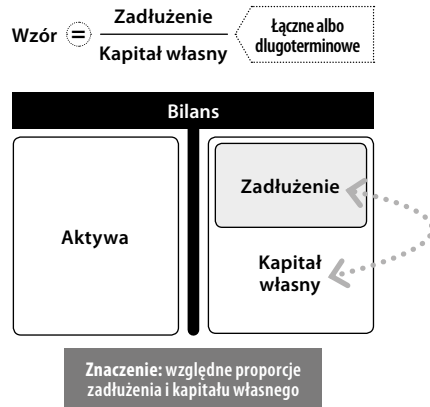 Wzór = Zadłużenie
Kapitał własny
Łączne albo
dlugoterminowe
Bilans
Aktywa
Zadłużenie
Kapitał
własny
Znaczenie: względne proporcje
zadłużenia i kapitału własnego